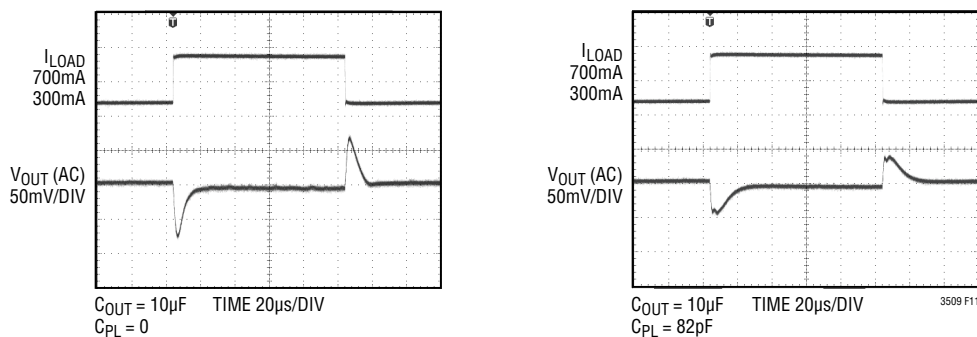 T
I_LOAD
700mA
300mA
V_OUT (AC)
50mV/DIV
C_OUT = 10µF TIME 20µs/DIV
C_PL = 0
T
I_LOAD
700mA
300mA
V_OUT (AC)
50mV/DIV
C_OUT = 10µF TIME 20µs/DIV 3509 F11
C_PL = 82pF